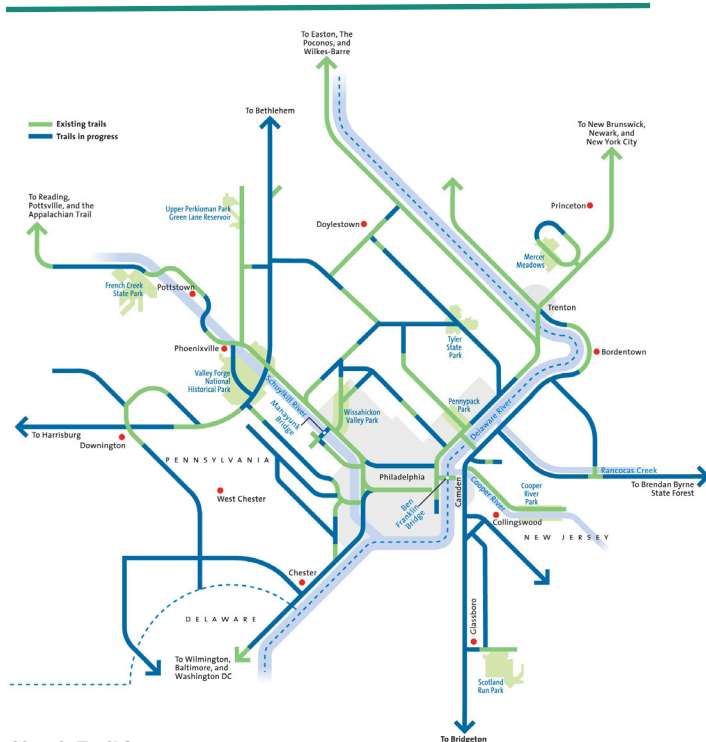 To Easton, The
Poconos, and
Wilkes-Barre
To Bethlehem
Existing trails
Trails in progress
To New Brunswick,
Newark, and
New York City
To Reading,
Pottsville, and the
Appalachian Trail
Upper Perkioman Park
Green Lane Reservoir
Princeton
Doylestown
Mercer
Meadows
French Creek
State Park
Pottstown
Trenton
Phoenixville
Tyler
State
Park
Bordentown
Valley Forge
National
Historical Park
Schuylkill River
Manayunk
Bridge
Wissahickon
Valley Park
Pennypack
Park
Delaware River
To Harrisburg
Downington
PENNSYLVANIA
Philadelphia
Camden
Rancocas Creek
To Brendan Byrne
State Forest
West Chester
Ben
Franklin
Bridge
Cooper River
Cooper
River
Park
Collingswood
NEW JERSEY
Chester
DELAWARE
Glassboro
To Wilmington,
Baltimore, and
Washington DC
Scotland
Run Park
To Bridgeton